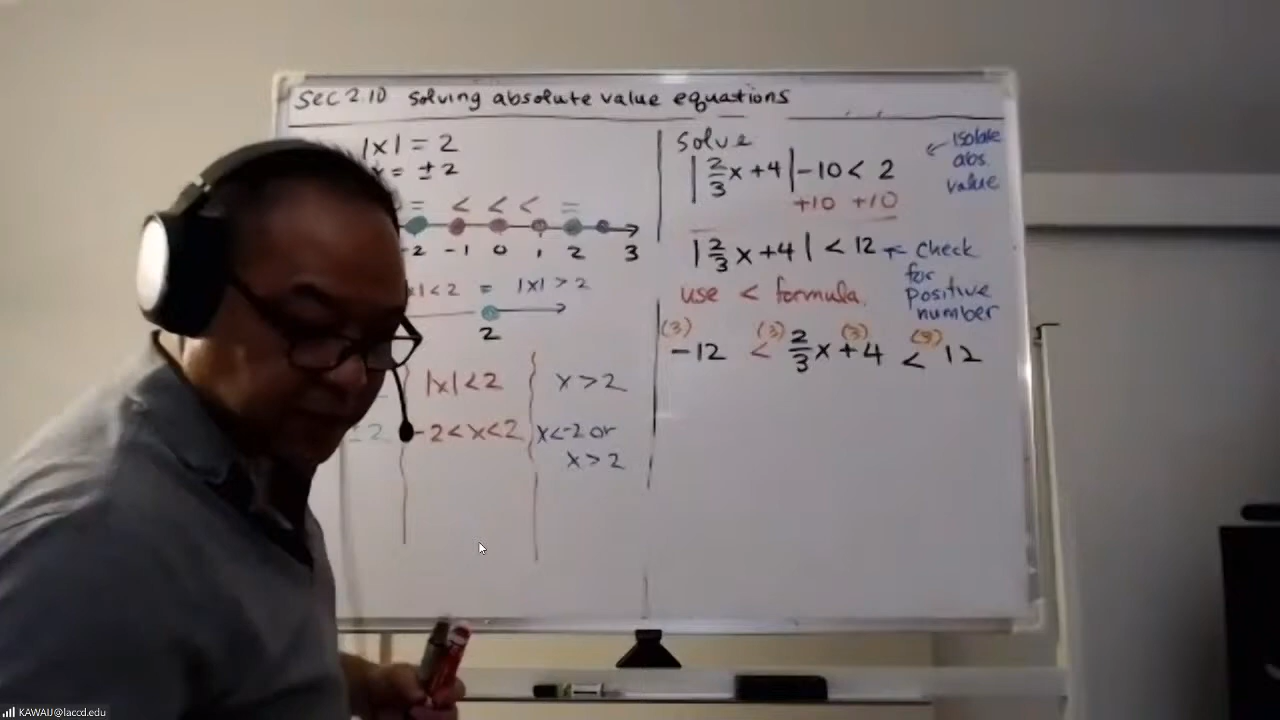 Sec 2.10 solving absolute value equations
|x| = 2
= ±2
= < < < =
-2 -1 0 1 2 3
|<2 = |x| > 2
2
|x| < 2
x > 2
±2
-2 < x < 2
x < -2 or
x > 2
Solve
|2/3 x + 4| - 10 < 2
+10 +10
← Isolate
abs.
value
|2/3 x + 4| < 12 ← Check
for
positive
number
use < formula.
(3) (3) (3) (3)
-12 < 2/3 x + 4 < 12
KAWAIJ@laccd.edu